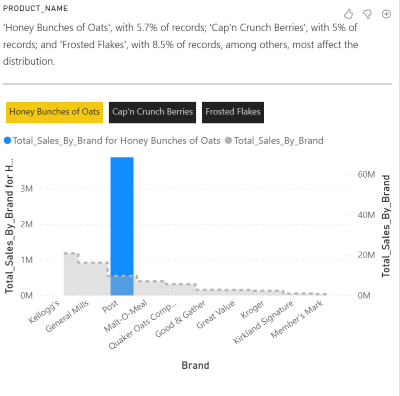 PRODUCT_NAME
'Honey Bunches of Oats', with 5.7% of records; 'Cap'n Crunch Berries', with 5% of
records; and 'Frosted Flakes', with 8.5% of records, among others, most affect the
distribution.
Honey Bunches of Oats Cap'n Crunch Berries Frosted Flakes
Total_Sales_By_Brand for Honey Bunches of Oats Total_Sales_By_Brand
Total_Sales_By_Brand for H...
3M
2M
1M
0M
60M
40M
20M
0M
Total_Sales_By_Brand
Kellogg's
General Mills
Post
Malt-O-Meal
Quaker Oats Comp...
Good & Gather
Great Value
Kroger
Kirkland Signature
Member's Mark
Brand